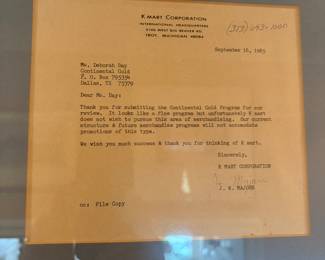 K MART CORPORATION
INTERNATIONAL HEADQUARTERS
3100 WEST BIG BEAVER RD.
TROY, MICHIGAN 48084
(313) 643-1000
September 16, 1985
Ms. Deborah Day
Continental Gold
P. O. Box 795334
Dallas, TX 75379
Dear Ms. Day:
Thank you for submitting the Continental Gold Program for our
review. It looks like a fine program but unfortunately K mart
does not wish to pursue this area of merchandising. Our current
structure & future merchandise programs will not accomodate
promotions of this type.
We wish you much success & thank you for thinking of K mart.
Sincerely,
K MART CORPORATION
J. W. MAJORS
cc: File Copy